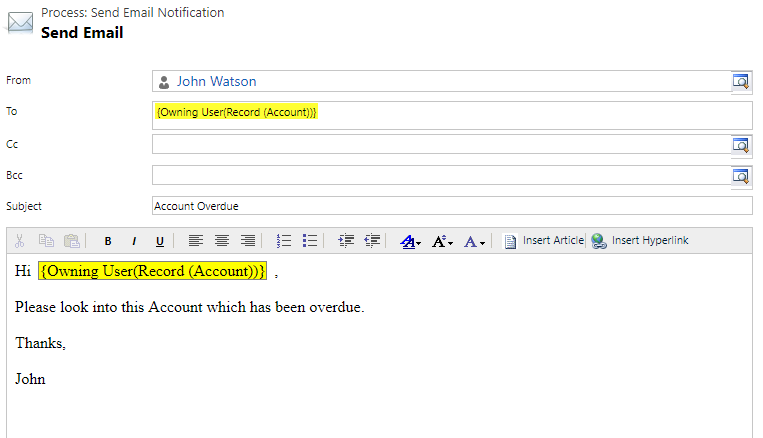 Process: Send Email Notification
Send Email
From John Watson
To {Owning User(Record (Account))}
Cc
Bcc
Subject Account Overdue
B I U A A A Insert Article Insert Hyperlink
Hi {Owning User(Record (Account))} ,
Please look into this Account which has been overdue.
Thanks,
John